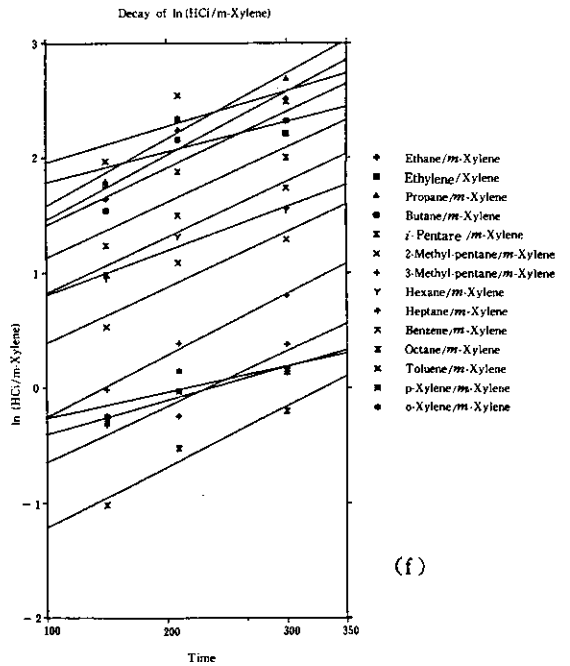 Decay of ln (HCi/m-Xylene)
3
2
1
0
−1
−2
ln (HCi/m-Xylene)
100
200
300
350
Time
Ethane/m-Xylene
Ethylene/Xylene
Propane/m-Xylene
Butane/m-Xylene
i-Pentare /m-Xylene
2-Methyl-pentane/m-Xylene
3-Methyl-pentane/m-Xylene
Hexane/m-Xylene
Heptane/m-Xylene
Benzene/m-Xylene
Octane/m-Xylene
Toluene/m-Xylene
p-Xylene/m-Xylene
o-Xylene/m-Xylene
(f)